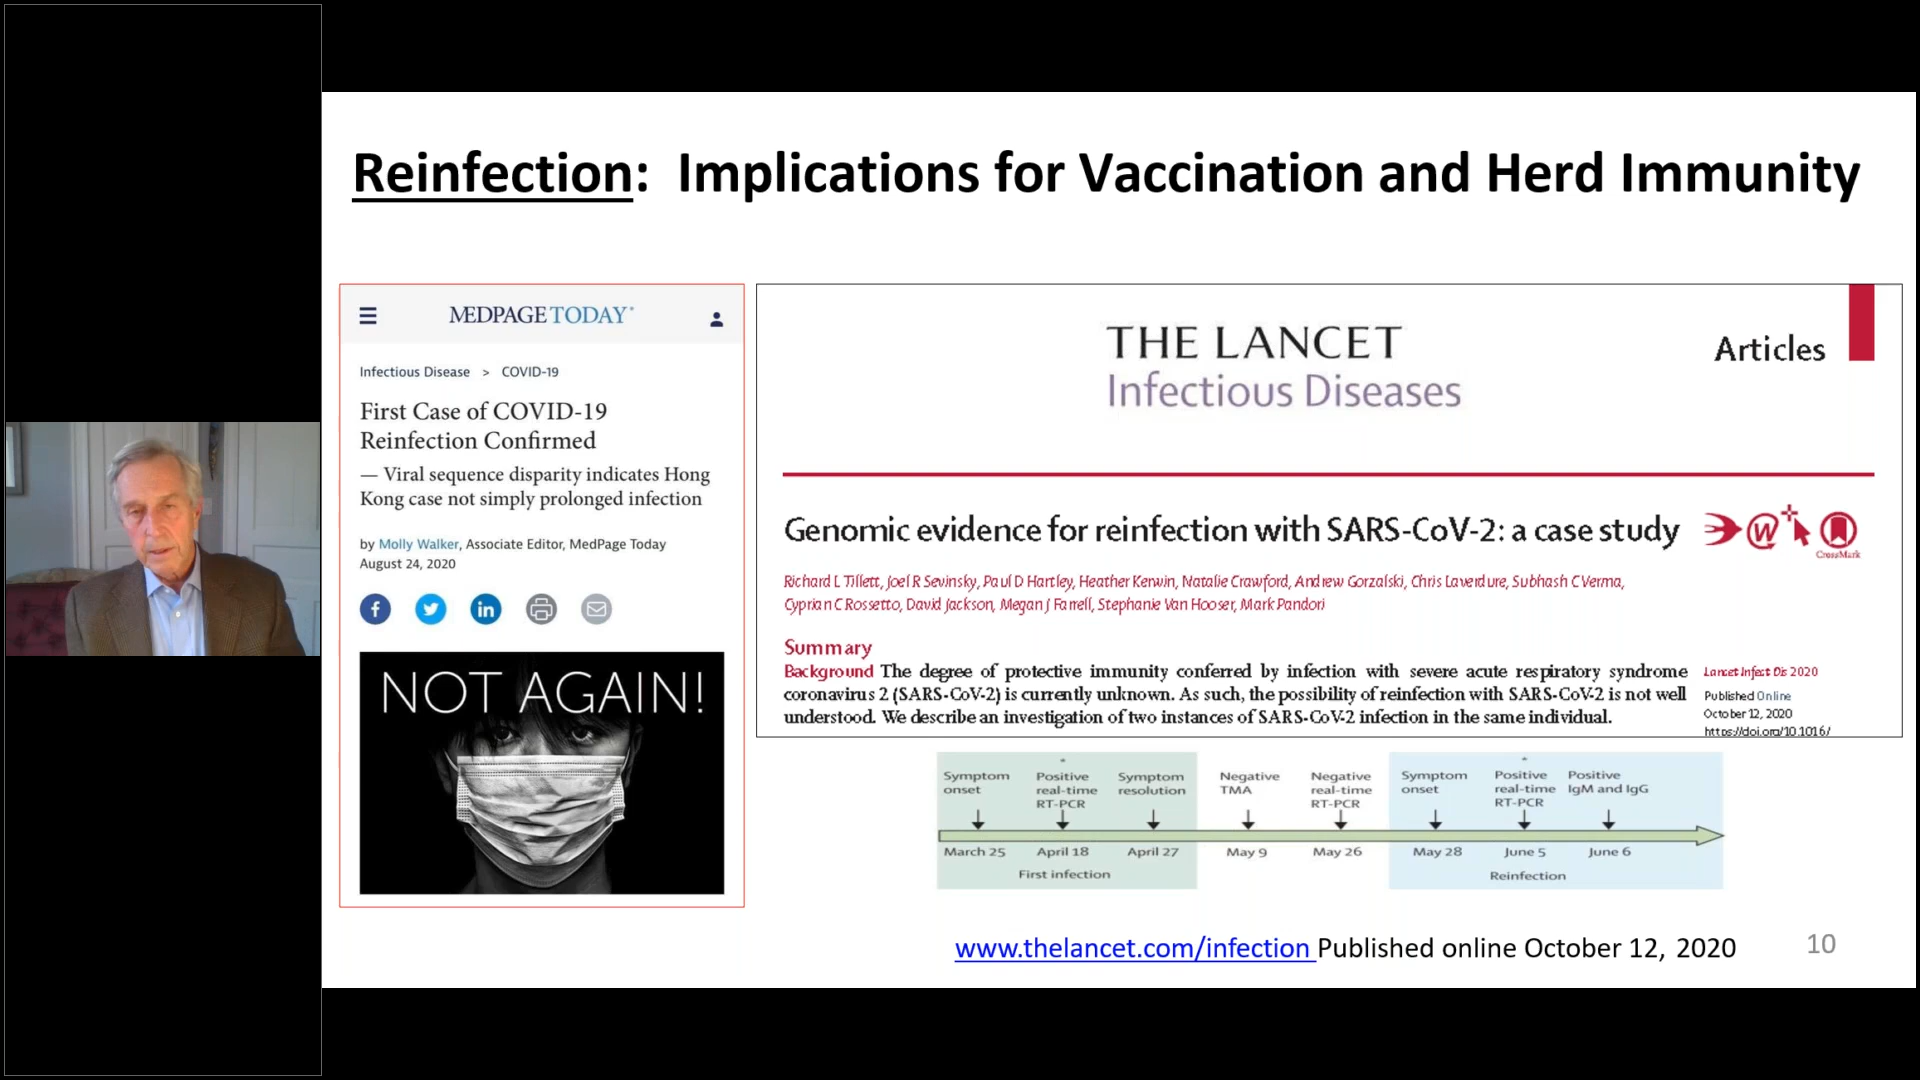 Reinfection: Implications for Vaccination and Herd Immunity
MEDPAGE TODAY
Infectious Disease > COVID-19
First Case of COVID-19
Reinfection Confirmed
— Viral sequence disparity indicates Hong
Kong case not simply prolonged infection
by Molly Walker, Associate Editor, MedPage Today
August 24, 2020
NOT AGAIN!
THE LANCET
Infectious Diseases
Articles
Genomic evidence for reinfection with SARS-CoV-2: a case study
CrossMark
Richard L Tillett, Joel R Sevinsky, Paul D Hartley, Heather Kerwin, Natalie Crawford, Andrew Gorzalski, Chris Laverdure, Subhash C Verma,
Cyprian C Rossetto, David Jackson, Megan J Farrell, Stephanie Van Hooser, Mark Pandori
Summary
Background The degree of protective immunity conferred by infection with severe acute respiratory syndrome
coronavirus 2 (SARS-CoV-2) is currently unknown. As such, the possibility of reinfection with SARS-CoV-2 is not well
understood. We describe an investigation of two instances of SARS-CoV-2 infection in the same individual.
Lancet Infect Dis 2020
Published Online
October 12, 2020
https://doi.org/10.1016/
Symptom
onset
March 25
*
Positive
real-time
RT-PCR
April 18
Symptom
resolution
April 27
First infection
Negative
TMA
May 9
Negative
real-time
RT-PCR
May 26
Symptom
onset
May 28
*
Positive
real-time
RT-PCR
June 5
Positive
IgM and IgG
June 6
Reinfection
www.thelancet.com/infection Published online October 12, 2020
10